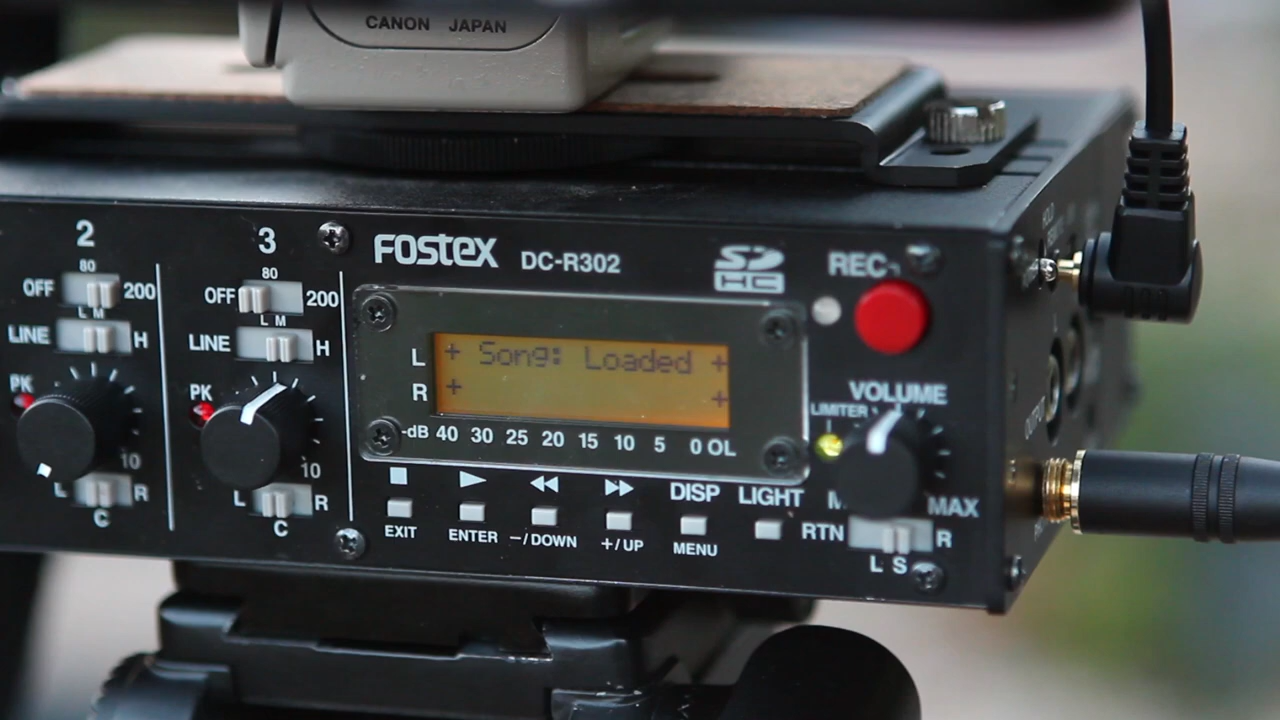 CANON JAPAN
2
80
OFF 200
L M
LINE H
PK
10
L R
C
3
80
OFF 200
L M
LINE H
PK
10
L R
C
FOSTEX DC-R302
SD
HC
REC
L + Song: Loaded +
R + +
-dB 40 30 25 20 15 10 5 0 OL
DISP LIGHT
EXIT ENTER −/DOWN +/UP MENU
VOLUME
LIMITER
MAX
RTN R
L S